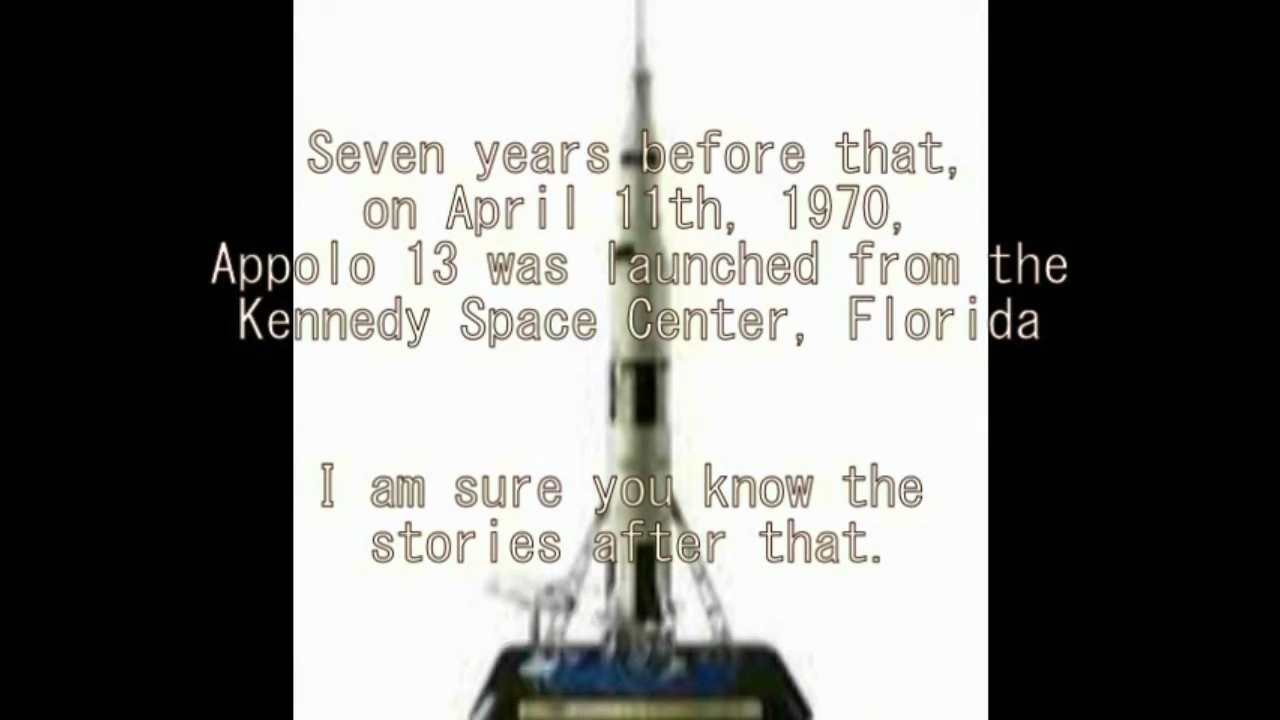 Seven years before that,
on April 11th, 1970,
Appolo 13 was launched from the
Kennedy Space Center, Florida
I am sure you know the
stories after that.